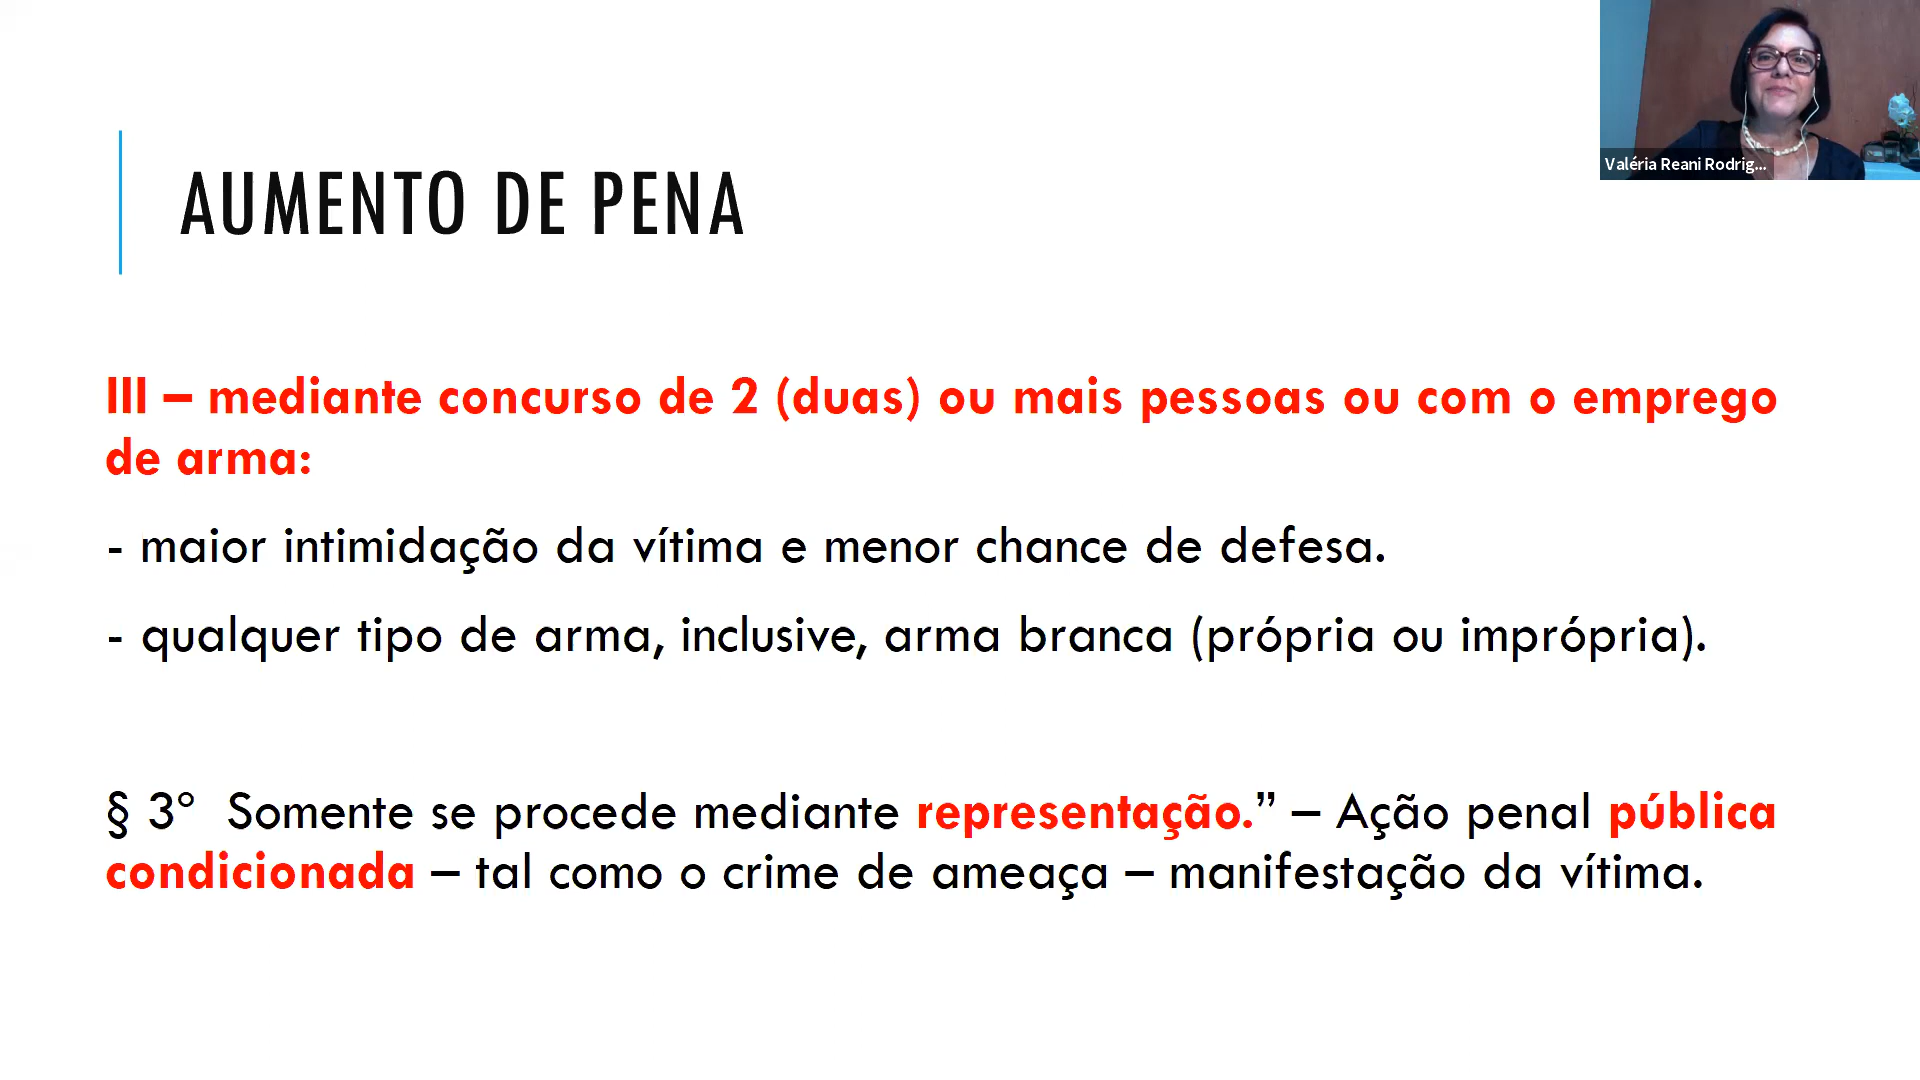 AUMENTO DE PENA
Valéria Reani Rodrig...
III – mediante concurso de 2 (duas) ou mais pessoas ou com o emprego
de arma:
- maior intimidação da vítima e menor chance de defesa.
- qualquer tipo de arma, inclusive, arma branca (própria ou imprópria).
§ 3° Somente se procede mediante representação.” – Ação penal pública
condicionada – tal como o crime de ameaça – manifestação da vítima.